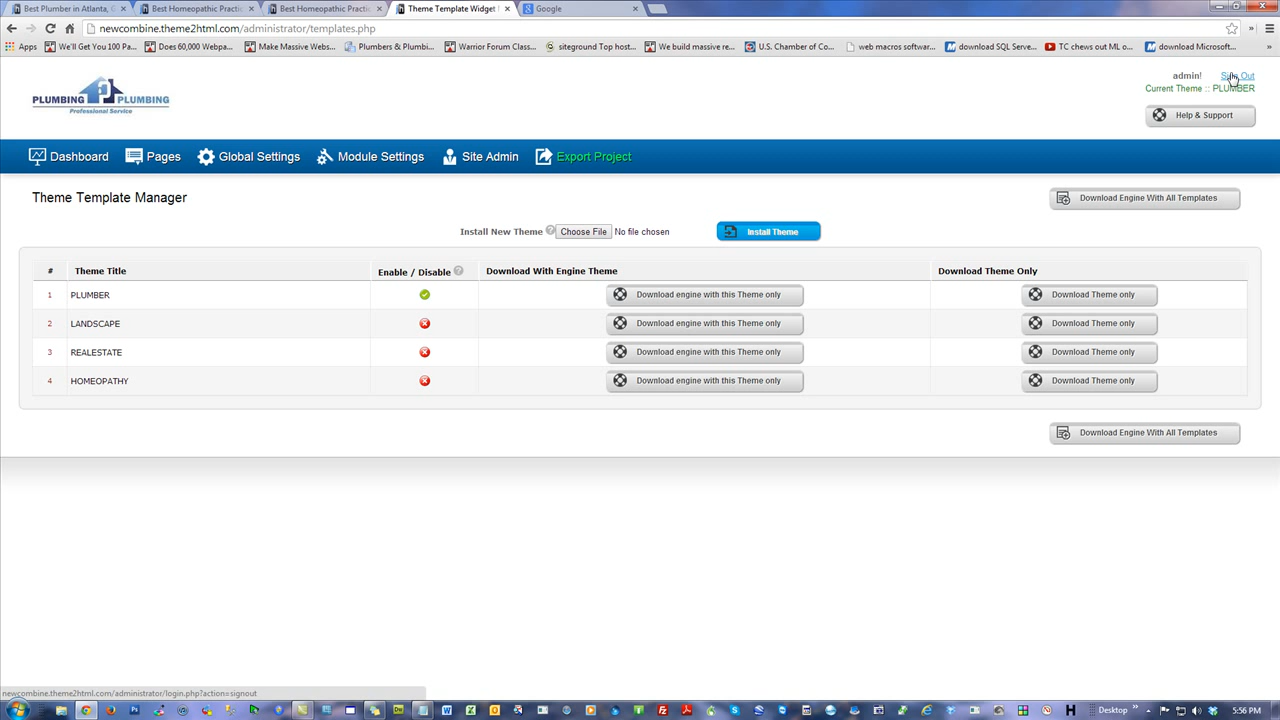 Best Plumber in Atlanta, G
Best Homeopathic Practi
Best Homeopathic Practi
Theme Template Widget
Google
newcombine.theme2html.com/administrator/templates.php
Apps
We'll Get You 100 Pa...
Does 60,000 Webpa...
Make Massive Webs...
Plumbers & Plumbi...
Warrior Forum Class...
siteground Top host...
We build massive re...
U.S. Chamber of Co...
web macros softwar...
download SQL Serve...
TC chews out ML o...
download Microsoft...
PLUMBING PLUMBING
Professional Service
admin! Sign Out
Current Theme :: PLUMBER
Help & Support
Dashboard Pages Global Settings Module Settings Site Admin Export Project
Theme Template Manager
Download Engine With All Templates
Install New Theme ? Choose File No file chosen Install Theme
# Theme Title Enable / Disable ? Download With Engine Theme Download Theme Only
1 PLUMBER Download engine with this Theme only Download Theme only
2 LANDSCAPE Download engine with this Theme only Download Theme only
3 REALESTATE Download engine with this Theme only Download Theme only
4 HOMEOPATHY Download engine with this Theme only Download Theme only
Download Engine With All Templates
newcombine.theme2html.com/administrator/login.php?action=signout
Desktop
5:56 PM